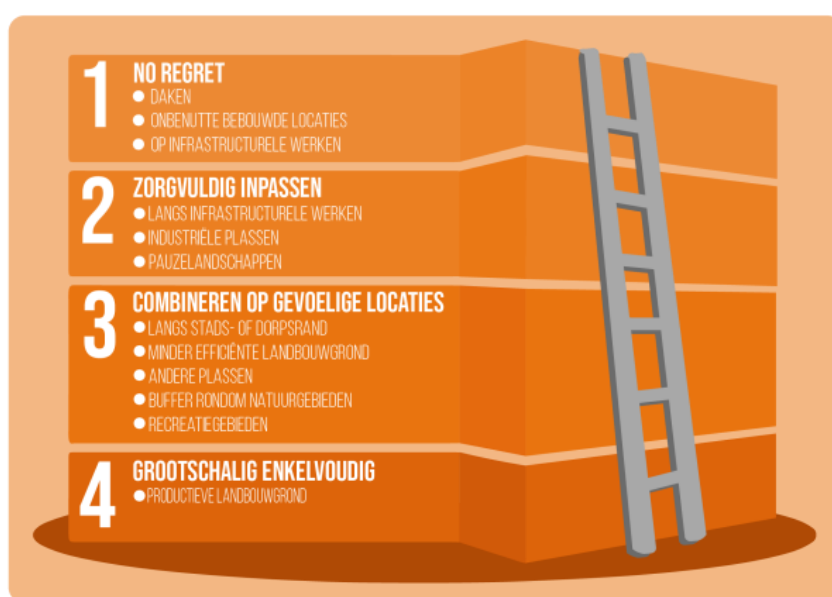 1
NO REGRET
DAKEN
ONBENUTTE BEBOUWDE LOCATIES
OP INFRASTRUCTURELE WERKEN
2
ZORGVULDIG INPASSEN
LANGS INFRASTRUCTURELE WERKEN
INDUSTRIËLE PLASSEN
PAUZELANDSCHAPPEN
3
COMBINEREN OP GEVOELIGE LOCATIES
LANGS STADS- OF DORPSRAND
MINDER EFFICIËNTE LANDBOUWGROND
ANDERE PLASSEN
BUFFER RONDOM NATUURGEBIEDEN
RECREATIEGEBIEDEN
4
GROOTSCHALIG ENKELVOUDIG
PRODUCTIEVE LANDBOUWGROND